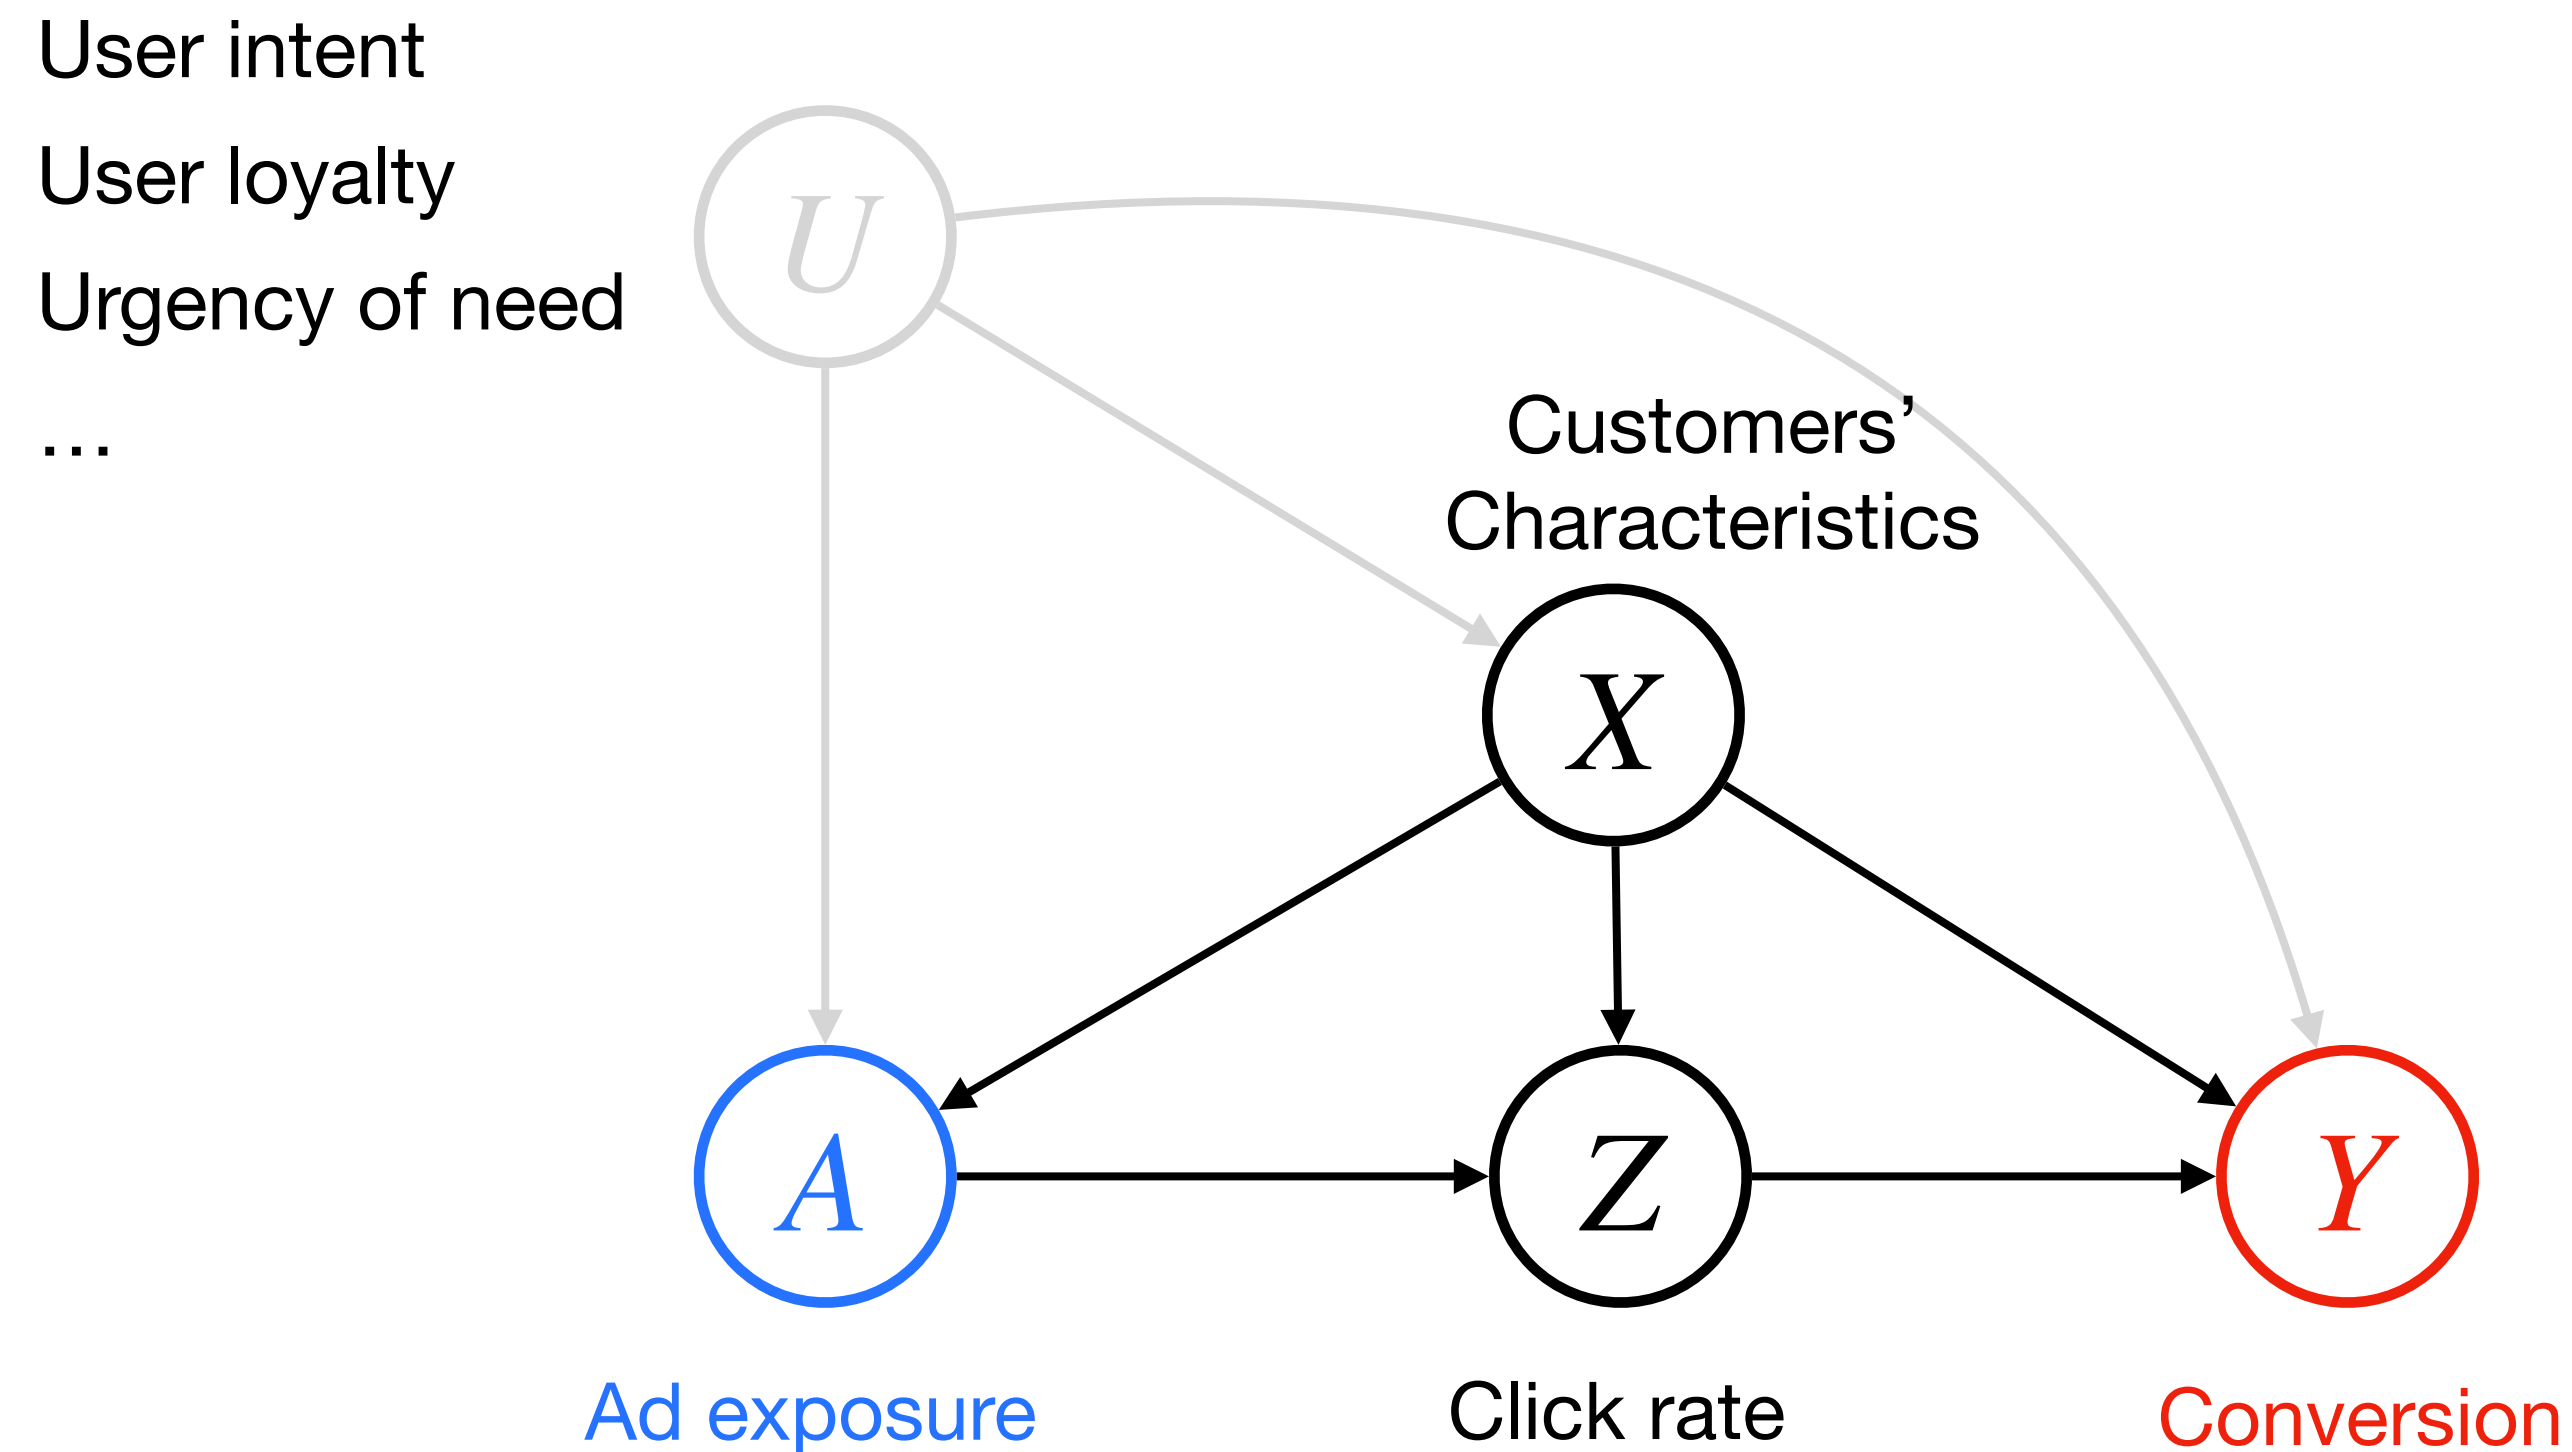 User intent
User loyalty
Urgency of need
...
U
Customers’
Characteristics
X
A
Z
Y
Ad exposure
Click rate
Conversion